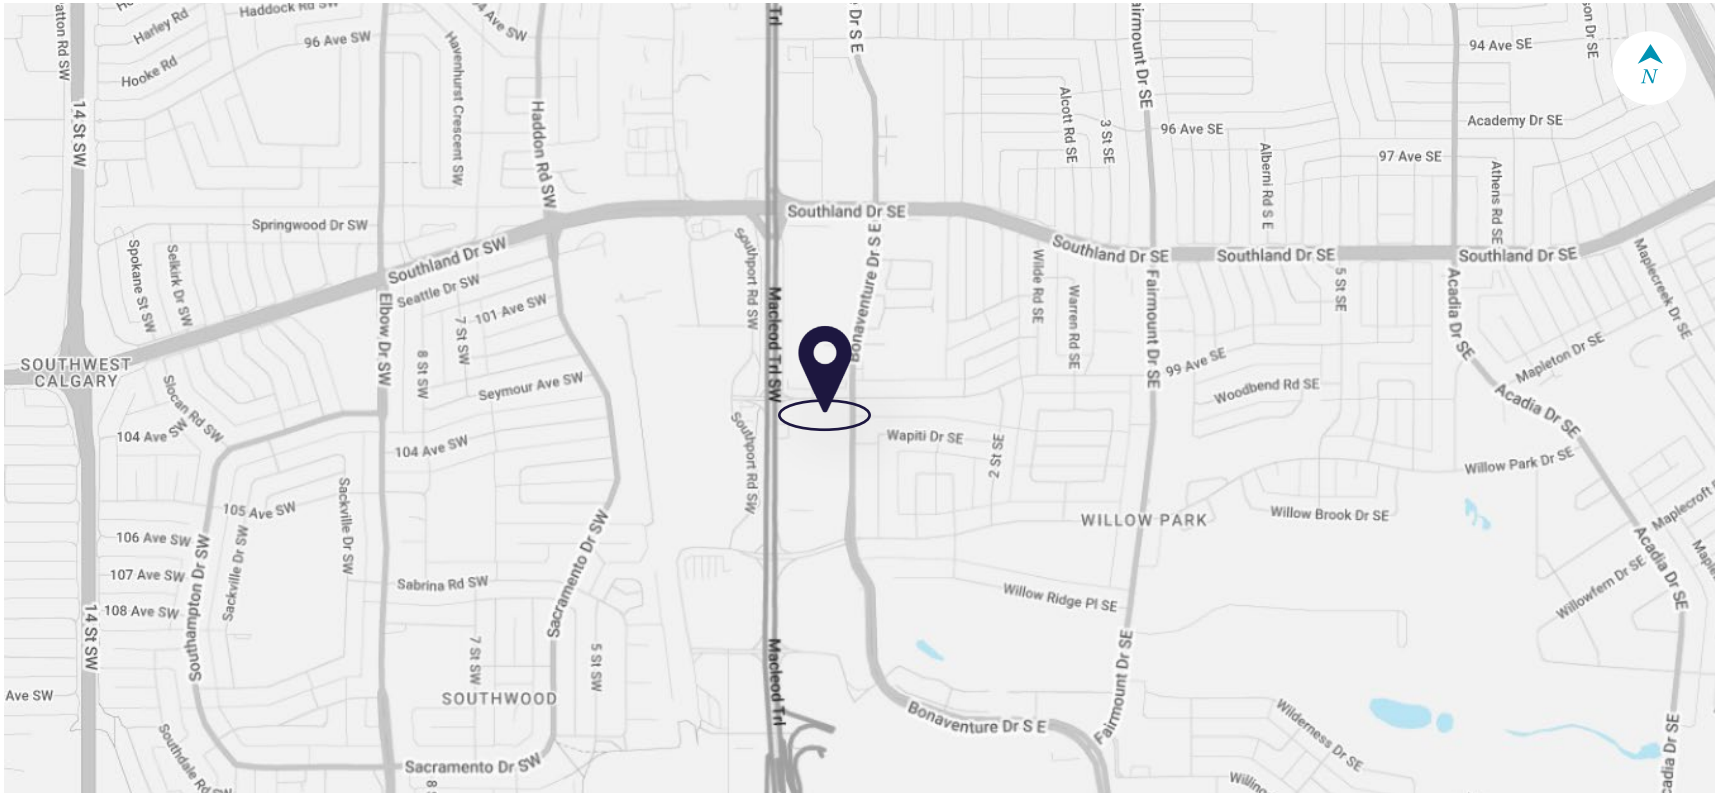 Haddock Rd SW
Harley Rd
96 Ave SW
Hooke Rd
14 St SW
Havenhurst Crescent SW
Haddon Rd SW
Trl
Dr S E
Fairmount Dr SE
94 Ave SE
N
Alcott Rd SE
3 St SE
96 Ave SE
Academy Dr SE
97 Ave SE
Alberni Rd S E
Athens Rd SE
Springwood Dr SW
Southland Dr SW
Southland Dr SE
Southland Dr SE
Southland Dr SE
Southland Dr SE
Spokane St SW
Selkirk Dr SW
Seattle Dr SW
101 Ave SW
7 St SW
8 St SW
Elbow Dr SW
Seymour Ave SW
Southport Rd SW
Macleod Trl SW
Bonaventure Dr S E
Wilde Rd SE
Warren Rd SE
Fairmount Dr SE
5 St SE
Acadia Dr SE
Maplecreek Dr SE
Mapleton Dr SE
99 Ave SE
Woodbend Rd SE
SOUTHWEST
CALGARY
Slocan Rd SW
104 Ave SW
104 Ave SW
Southport Rd SW
Wapiti Dr SE
2 St SE
Acadia Dr SE
Willow Park Dr SE
105 Ave SW
Sackville Dr SW
106 Ave SW
107 Ave SW
108 Ave SW
Southampton Dr SW
Sackville Dr SW
Sabrina Rd SW
Sacramento Dr SW
WILLOW PARK
Willow Brook Dr SE
Acadia Dr SE
Willowfern Dr SE
Willow Ridge Pl SE
14 St SW
7 St SW
5 St SW
Macleod Trl
Fairmount Dr SE
Ave SW
SOUTHWOOD
Bonaventure Dr S E
Wilderness Dr SE
Sacramento Dr SW